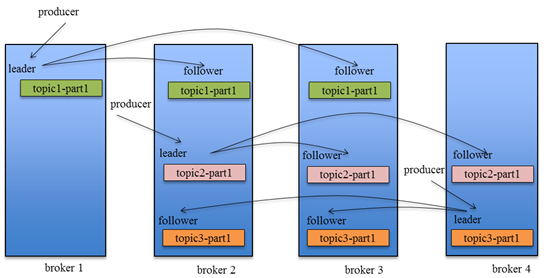 producer
leader
follower
follower
topic1-part1
topic1-part1
topic1-part1
producer
leader
follower
follower
topic2-part1
topic2-part1
topic2-part1
producer
follower
follower
leader
topic3-part1
topic3-part1
topic3-part1
broker 1
broker 2
broker 3
broker 4